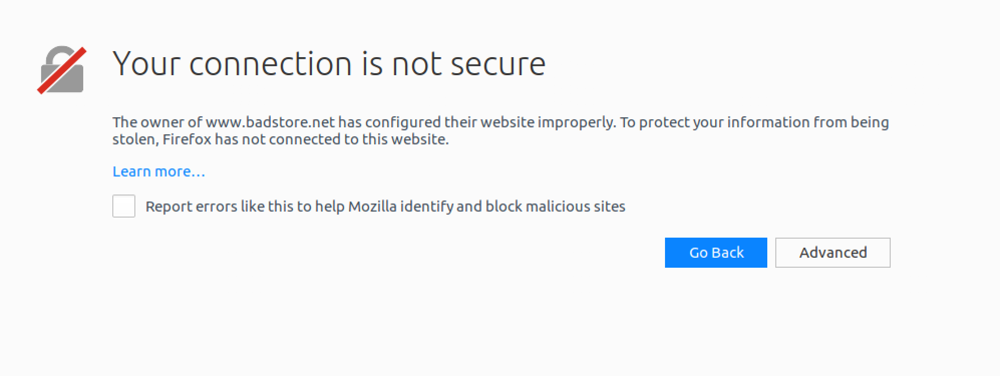 Your connection is not secure
The owner of www.badstore.net has configured their website improperly. To protect your information from being
stolen, Firefox has not connected to this website.
Learn more…
Report errors like this to help Mozilla identify and block malicious sites
Go Back
Advanced